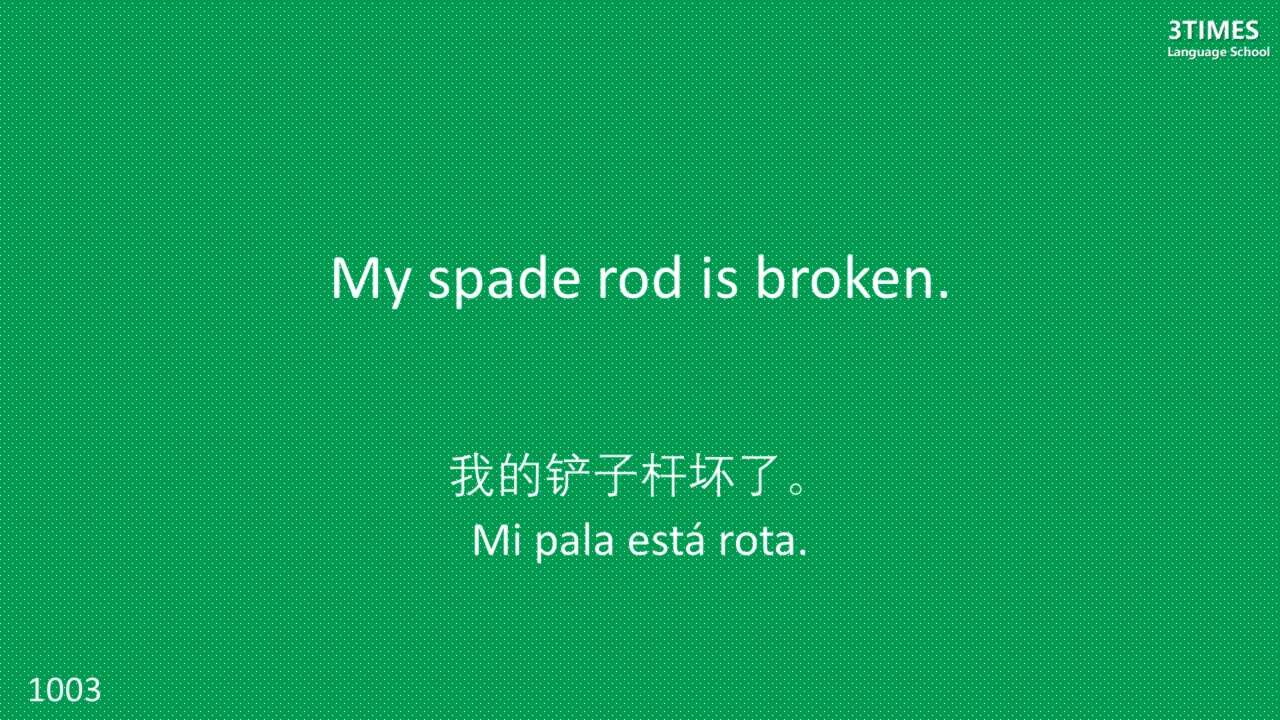 3TIMES
Language School
My spade rod is broken.
我的铲子杆坏了。
Mi pala está rota.
1003